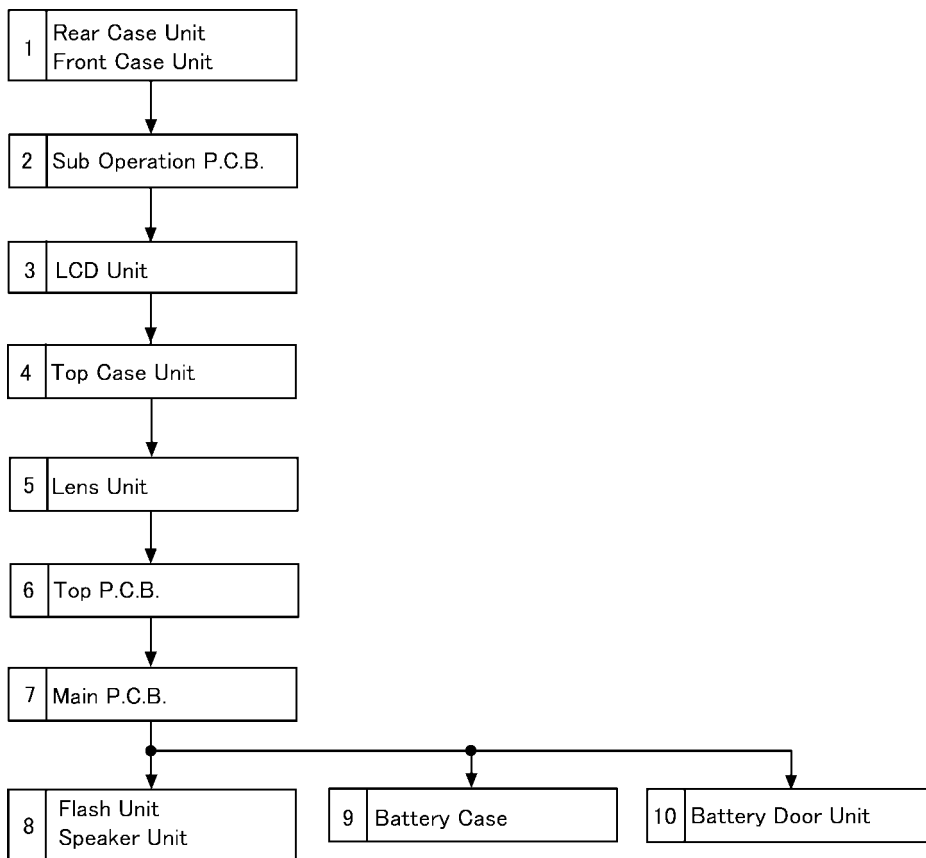 1 Rear Case Unit
Front Case Unit
2 Sub Operation P.C.B.
3 LCD Unit
4 Top Case Unit
5 Lens Unit
6 Top P.C.B.
7 Main P.C.B.
8 Flash Unit
Speaker Unit
9 Battery Case
10 Battery Door Unit